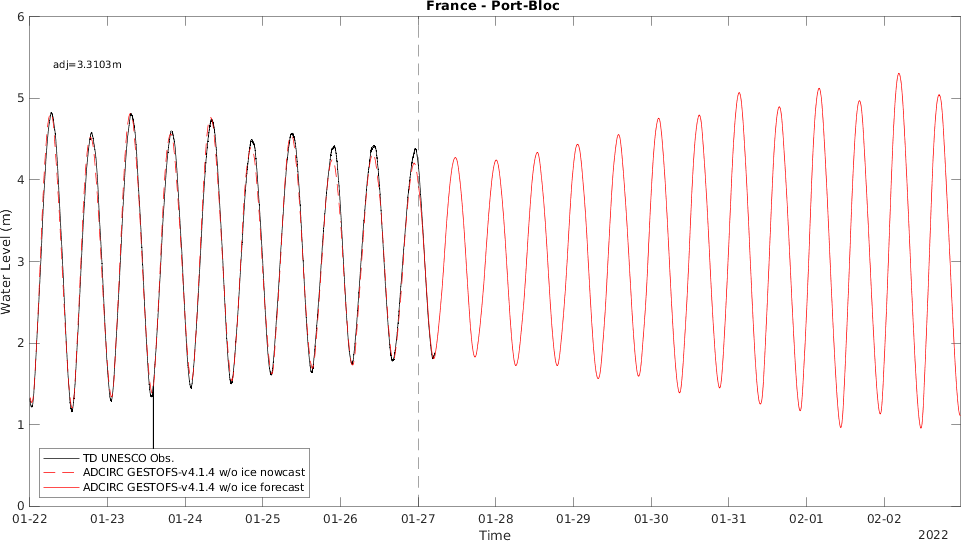 France - Port-Bloc
adj=3.3103m
6
5
4
3
2
1
0
Water Level (m)
TD UNESCO Obs.
ADCIRC GESTOFS-v4.1.4 w/o ice nowcast
ADCIRC GESTOFS-v4.1.4 w/o ice forecast
01-22 01-23 01-24 01-25 01-26 01-27 01-28 01-29 01-30 01-31 02-01 02-02
Time
2022